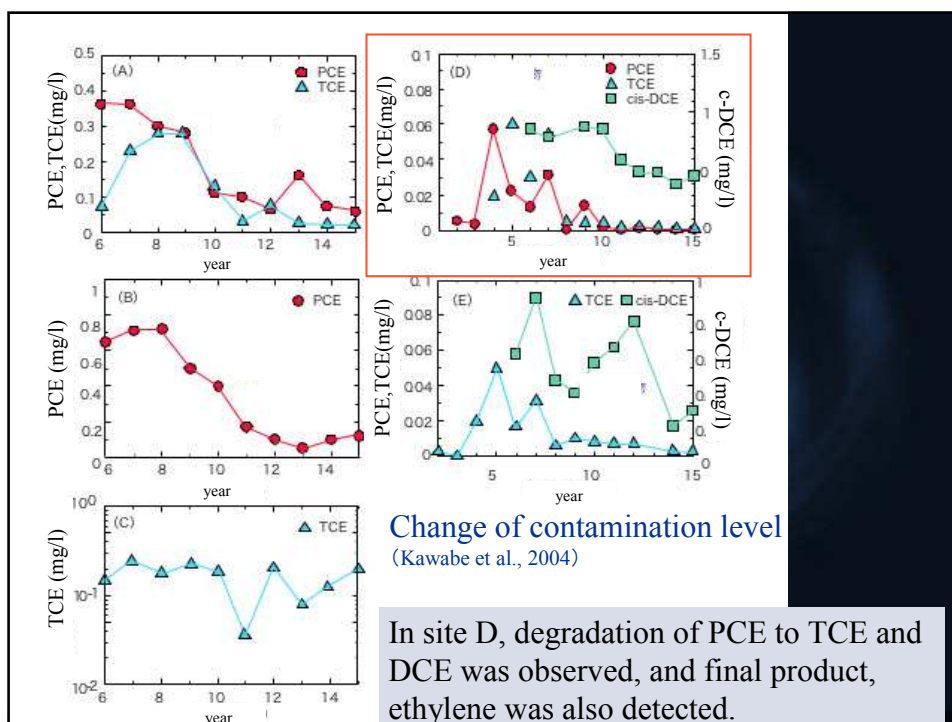 (A)
PCE
TCE
PCE,TCE(mg/l)
0.5
0.4
0.3
0.2
0.1
0
6 8 10 12 14
year
(D)
PCE
TCE
cis-DCE
PCE,TCE(mg/l)
0.1
0.08
0.06
0.04
0.02
0
1.5
1
0
0
c-DCE (mg/l)
5 10 15
year
(B)
PCE
PCE (mg/l)
1
0.8
0.6
0.4
0.2
0
6 8 10 12 14
year
(E)
TCE cis-DCE
PCE,TCE(mg/l)
0.1
0.08
0.06
0.04
0.02
0
0
c-DCE (mg/l)
5 10 15
year
(C)
TCE
TCE (mg/l)
10⁰
10⁻¹
10⁻²
6 8 10 12 14
year
Change of contamination level
(Kawabe et al., 2004)
In site D, degradation of PCE to TCE and
DCE was observed, and final product,
ethylene was also detected.